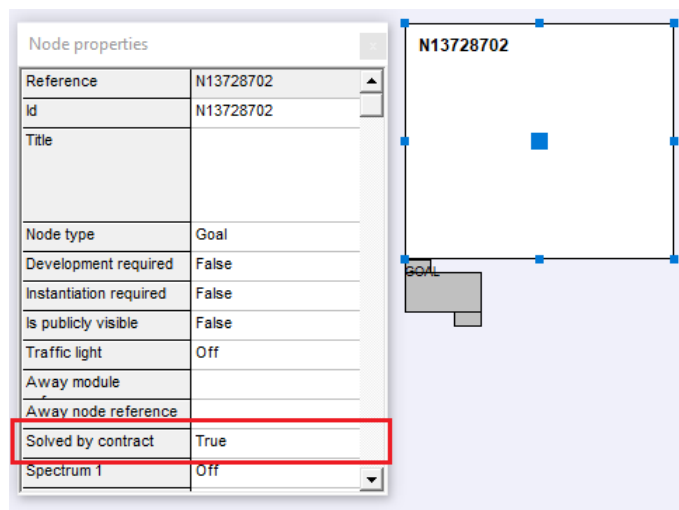 Node properties
x
N13728702
Reference N13728702
Id N13728702
Title
Node type Goal
Development required False
Instantiation required False
Is publicly visible False
Traffic light Off
Away module
Away node reference
GOAL
Solved by contract True
Spectrum 1 Off